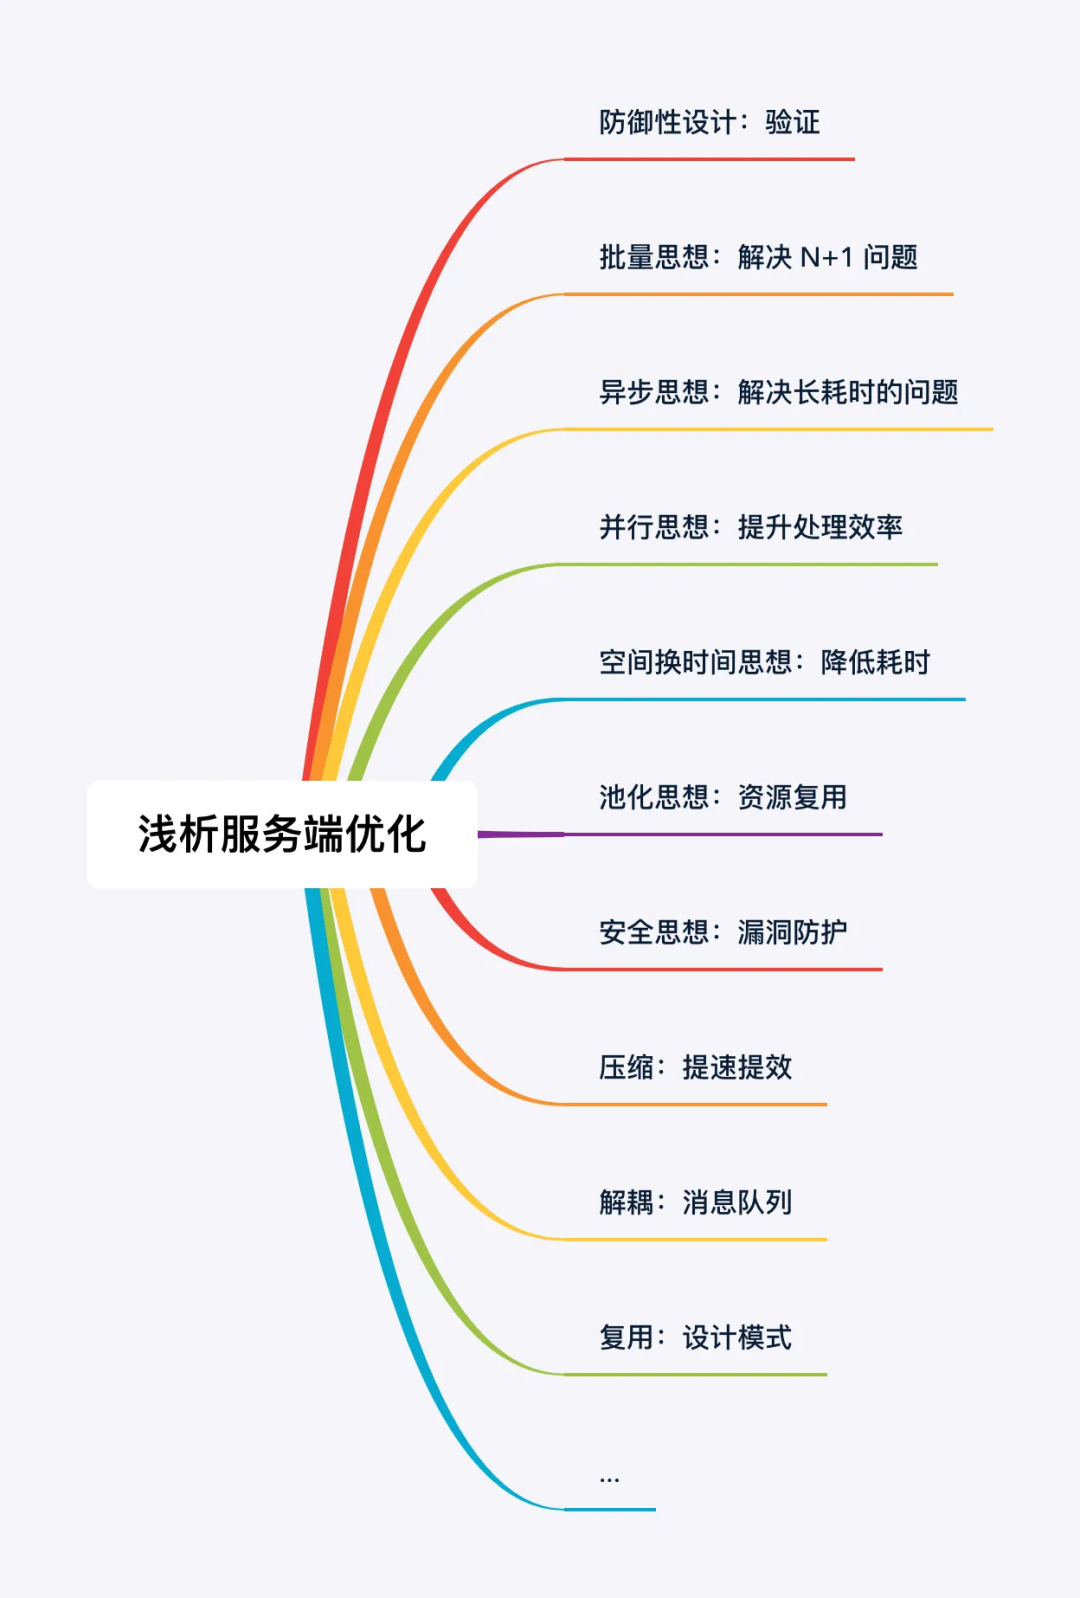 防御性设计：验证
批量思想：解决 N+1 问题
异步思想：解决长耗时的问题
并行思想：提升处理效率
空间换时间思想：降低耗时
池化思想：资源复用
浅析服务端优化
安全思想：漏洞防护
压缩：提速提效
解耦：消息队列
复用：设计模式
...